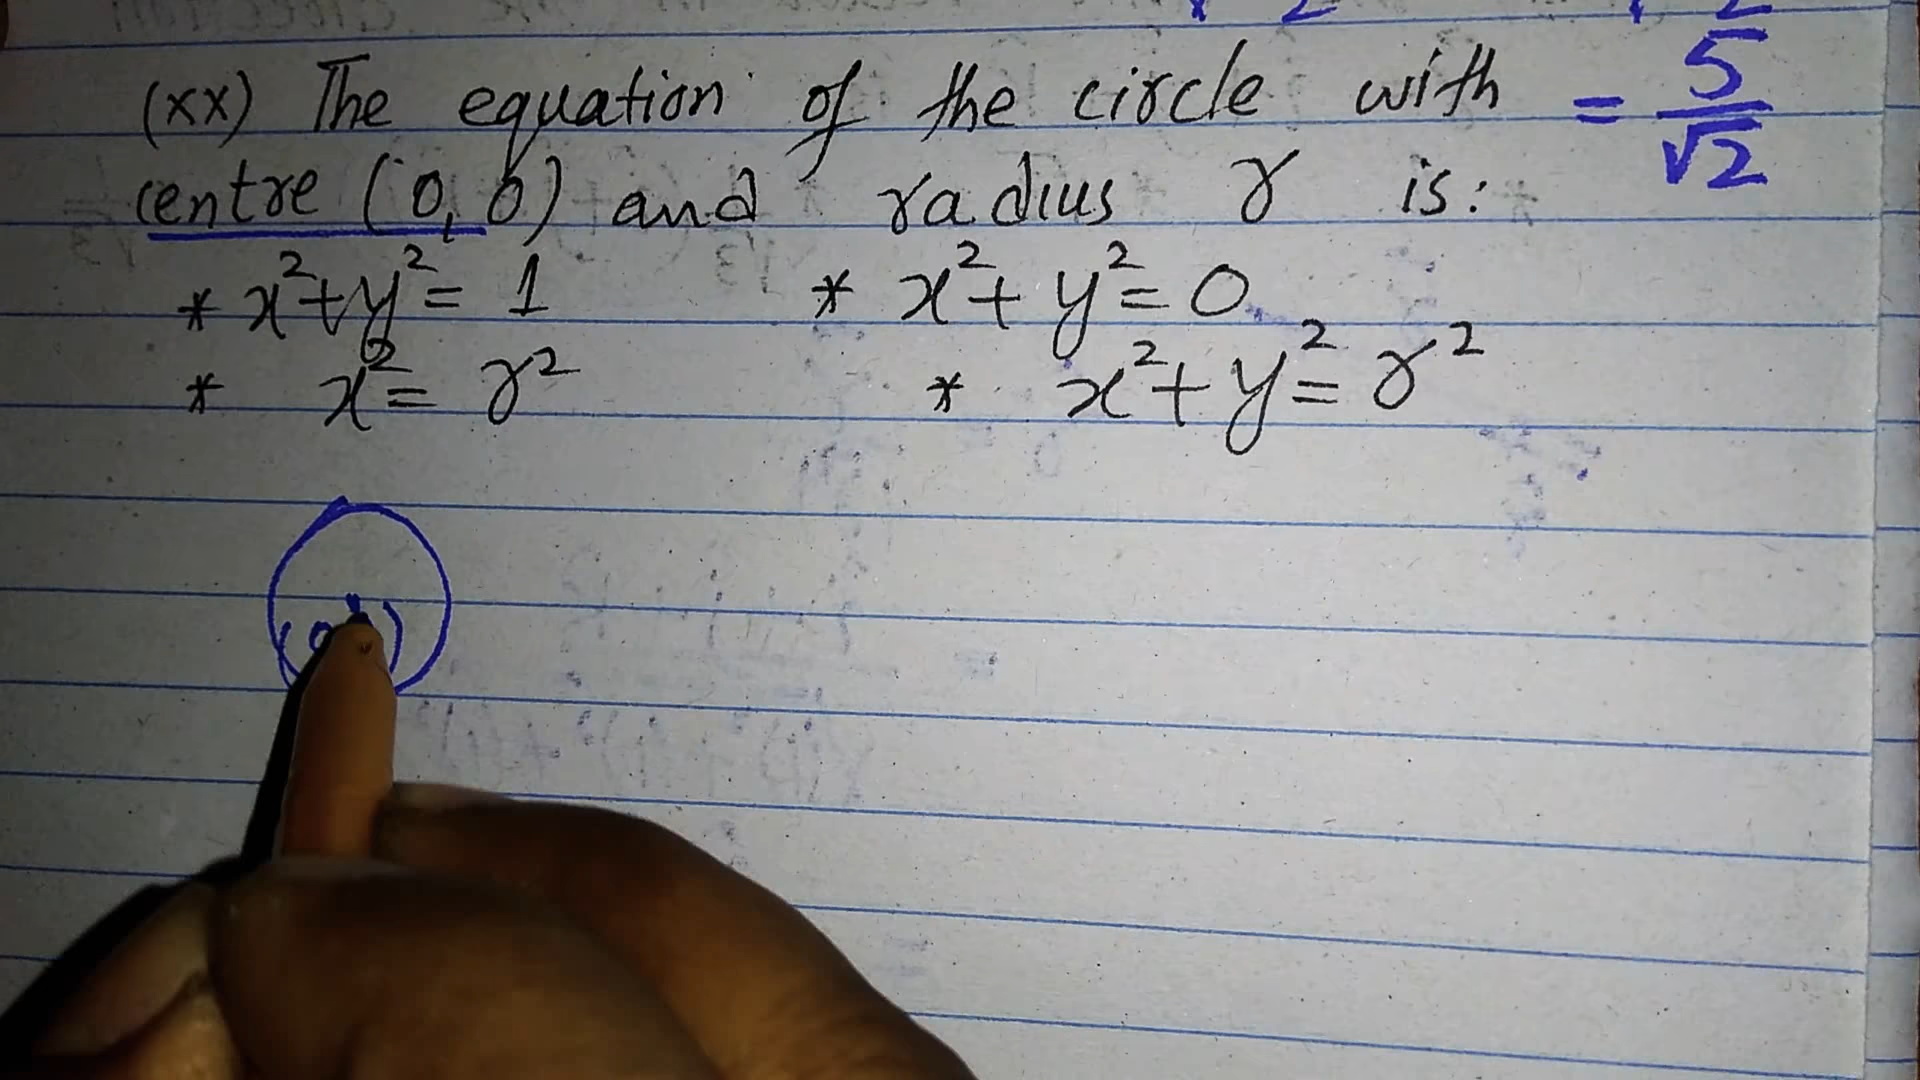 (xx) The equation of the circle with
centre (0,0) and radius r is:
* x²+y²= 1 * x²+y²=0
* x²= r² * x²+y²= r²
= 5/√2
(0